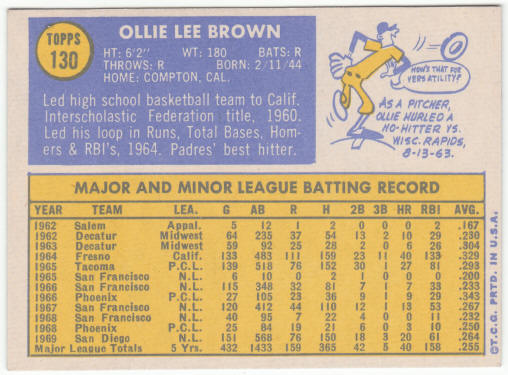 TOPPS
130
OLLIE LEE BROWN
HT: 6'2" WT: 180 BATS: R
THROWS: R BORN: 2/11/44
HOME: COMPTON, CAL.
Led high school basketball team to Calif.
Interscholastic Federation title, 1960.
Led his loop in Runs, Total Bases, Hom-
ers & RBI's, 1964. Padres' best hitter.
HOW'S THAT FOR
VERSATILITY?
AS A PITCHER,
OLLIE HURLED A
NO-HITTER VS.
WISC. RAPIDS,
8-13-63.
MAJOR AND MINOR LEAGUE BATTING RECORD
YEAR TEAM LEA. G AB R H 2B 3B HR RBI AVG.
1962 Salem Appal. 5 12 1 2 0 0 0 2 .167
1962 Decatur Midwest 64 235 37 54 13 2 10 29 .230
1963 Decatur Midwest 59 92 25 28 2 0 6 26 .304
1964 Fresno Calif. 133 483 111 159 23 11 40 133 .329
1965 Tacoma P.C.L. 139 518 76 152 30 1 27 81 .293
1965 San Francisco N.L. 6 10 0 2 1 0 0 0 .200
1966 San Francisco N.L. 115 348 32 81 7 1 7 33 .233
1966 Phoenix P.C.L. 27 105 23 36 9 1 9 29 .343
1967 San Francisco N.L. 120 412 44 110 12 1 13 53 .267
1968 San Francisco N.L. 40 95 7 22 4 0 0 11 .232
1968 Phoenix P.C.L. 25 84 19 21 6 0 3 10 .250
1969 San Diego N.L. 151 568 76 150 18 3 20 61 .264
Major League Totals 5 Yrs. 432 1433 159 365 42 5 40 158 .255
©T.C.G. PRTD. IN U.S.A.